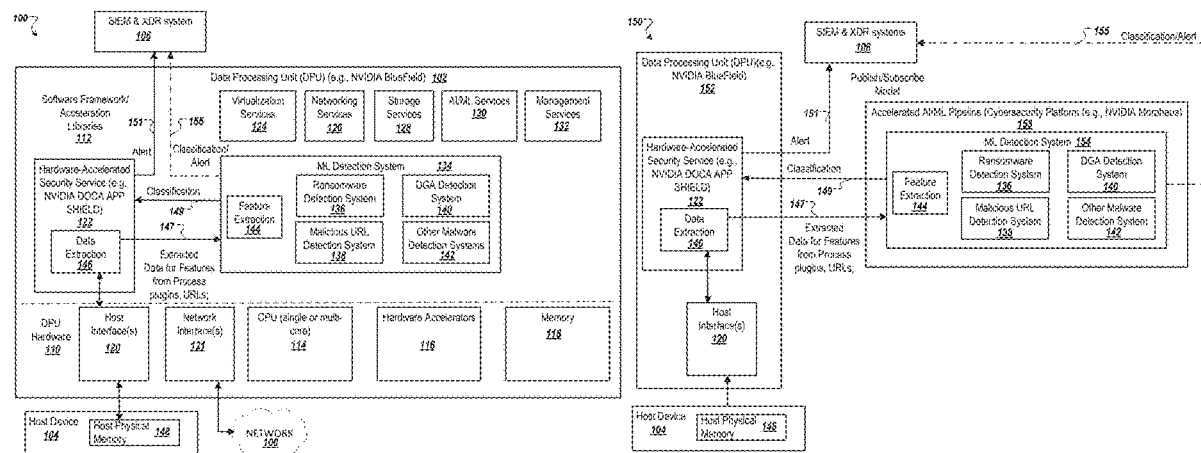 100
SIEM & XDR system
106
Data Processing Unit (DPU) (e.g., NVIDIA BlueField) 102
Software Framework/
Acceleration
Libraries
112
151
Alert
155
Classification/
Alert
Virtualization
Services
124
Networking
Services
126
Storage
Services
128
AI/ML Services
130
Management
Services
132
Hardware-Accelerated
Security Service (e.g.
NVIDIA DOCA APP
SHIELD)
122
Data
Extraction
146
Classification
149
147
Extracted
Data for Features
from Process
plugins, URLs;
ML Detection System 134
Feature
Extraction
144
Ransomware
Detection System
136
DGA Detection
System
140
Malicious URL
Detection System
138
Other Malware
Detection Systems
142
DPU
Hardware
110
Host
Interface(s)
120
Network
Interface(s)
121
CPU (single or multi-
core)
114
Hardware Accelerators
116
Memory
118
Host Device
104
Host Physical
Memory
148
NETWORK
108
150
SIEM & XDR systems
106
155
Classification/Alert
Data Processing Unit (DPU)(e.g.
NVIDIA BlueField)
152
Publish/Subscribe
Model
151
Alert
Accelerated AI/ML Pipeline (Cybersecurity Platform (e.g., NVIDIA Morpheus)
153
ML Detection System 154
Hardware-Accelerated
Security Service (e.g.
NVIDIA DOCA APP
SHIELD)
122
Data
Extraction
146
Classification
149
147
Extracted
Data for Features
from Process
plugins, URLs;
Feature
Extraction
144
Ransomware
Detection System
136
DGA Detection
System
140
Malicious URL
Detection System
138
Other Malware
Detection System
142
Host
Interface(s)
120
Host Device
104
Host Physical
Memory
148